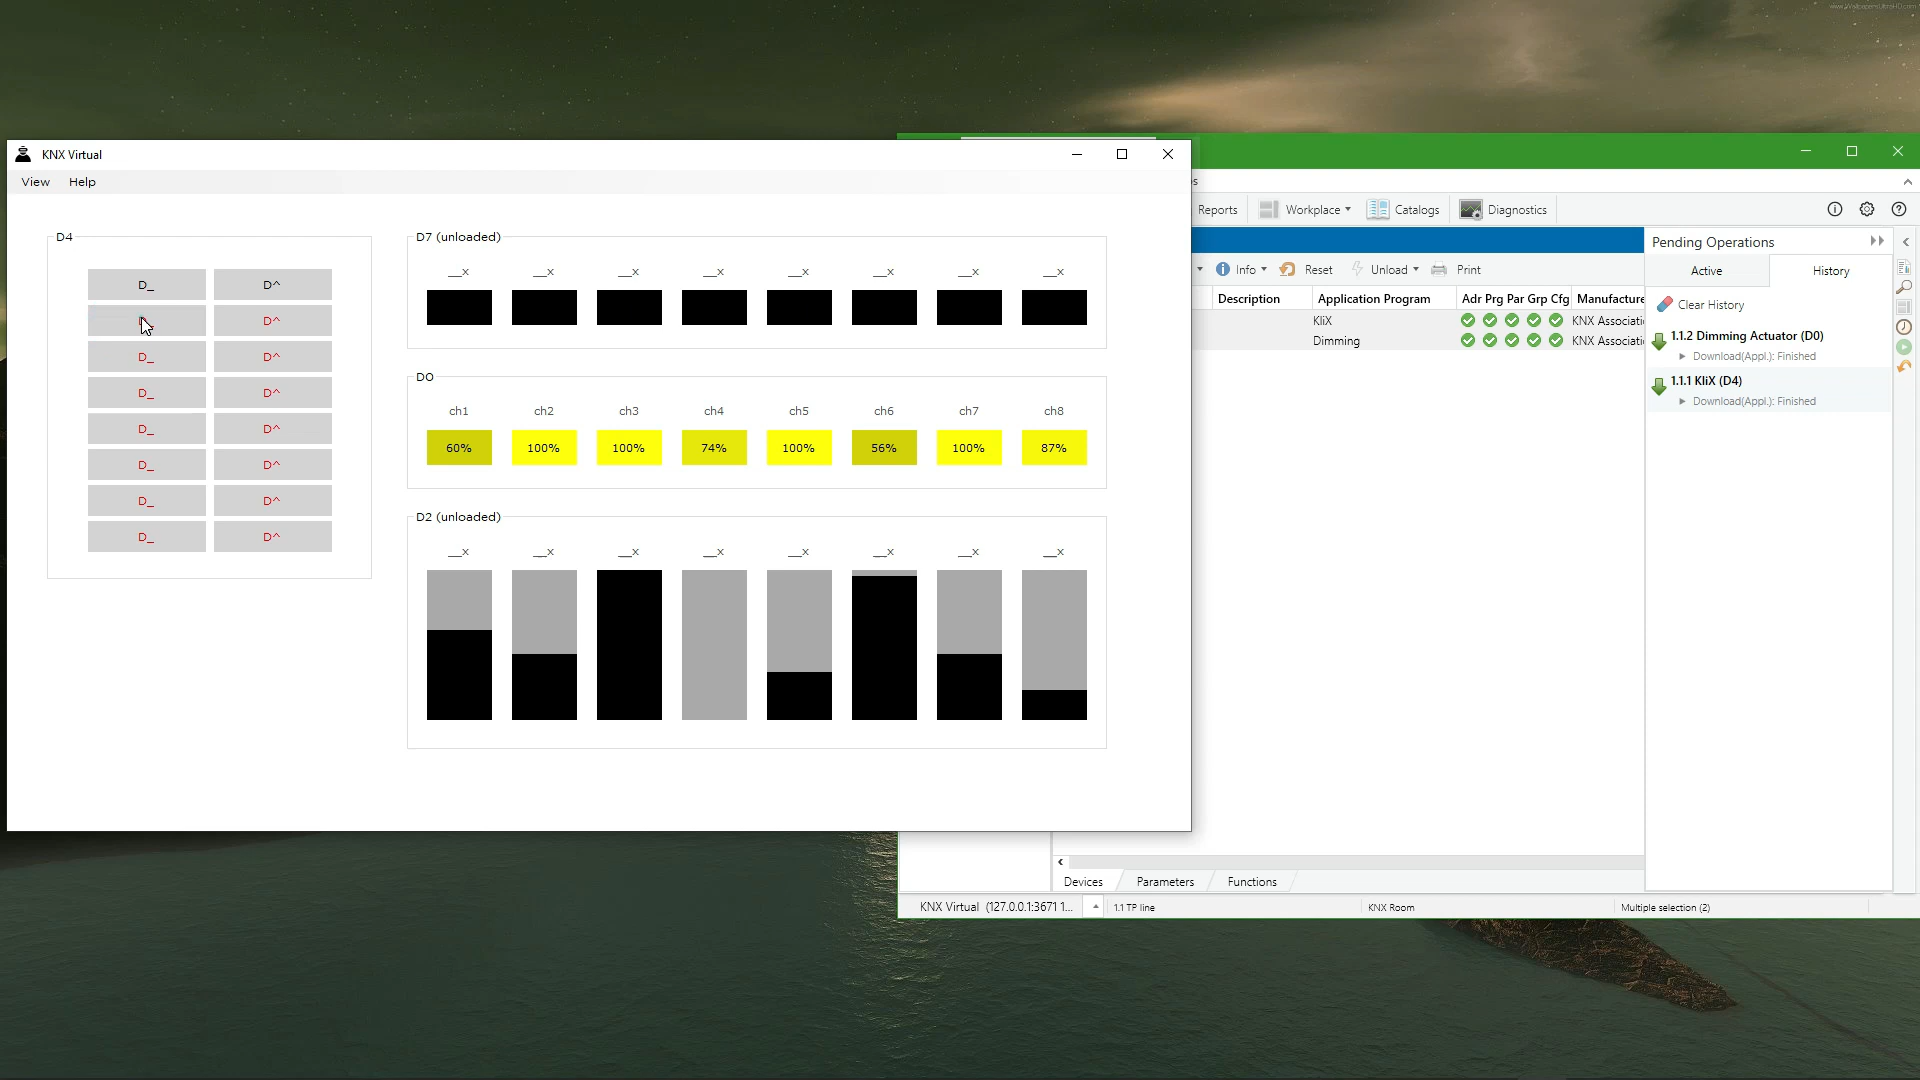 KNX Virtual
View Help
D4
D_ D^
D^
D_ D^
D_ D^
D_ D^
D_ D^
D_ D^
D_ D^
D7 (unloaded)
__x __x __x __x __x __x __x __x
D0
ch1 ch2 ch3 ch4 ch5 ch6 ch7 ch8
60% 100% 100% 74% 100% 56% 100% 87%
D2 (unloaded)
__x __x __x __x __x __x __x __x
Reports Workplace Catalogs Diagnostics
Info Reset Unload Print
Description Application Program Adr Prg Par Grp Cfg Manufacture
KliX KNX Associati
Dimming KNX Associati
Pending Operations
Active History
Clear History
1.1.2 Dimming Actuator (D0)
Download(Appl.): Finished
1.1.1 KliX (D4)
Download(Appl.): Finished
Devices Parameters Functions
KNX Virtual (127.0.0.1:3671 1... 1.1 TP line KNX Room Multiple selection (2)